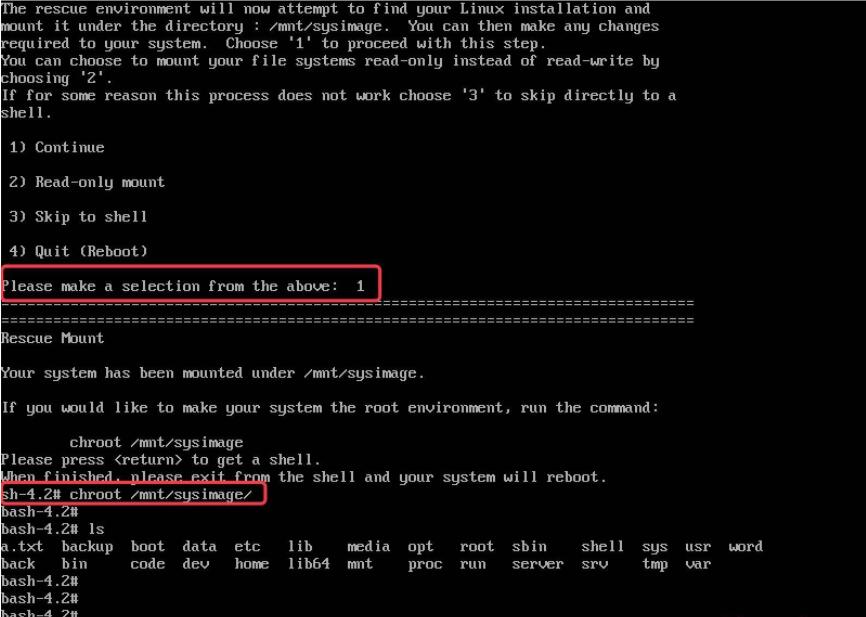 The rescue environment will now attempt to find your Linux installation and
mount it under the directory : /mnt/sysimage.  You can then make any changes
required to your system.  Choose '1' to proceed with this step.
You can choose to mount your file systems read-only instead of read-write by
choosing '2'.
If for some reason this process does not work choose '3' to skip directly to a
shell.
1) Continue
2) Read-only mount
3) Skip to shell
4) Quit (Reboot)
Please make a selection from the above:  1
================================================================================
================================================================================
Rescue Mount
Your system has been mounted under /mnt/sysimage.
If you would like to make your system the root environment, run the command:
chroot /mnt/sysimage
Please press <return> to get a shell.
When finished, please exit from the shell and your system will reboot.
sh-4.2# chroot /mnt/sysimage/
bash-4.2#
bash-4.2# ls
a.txt  backup  boot  data  etc   lib    media  opt   root  sbin    shell  sys  usr  word
back   bin     code  dev   home  lib64  mnt    proc  run   server  srv    tmp  var
bash-4.2#
bash-4.2#
bash-4.2#